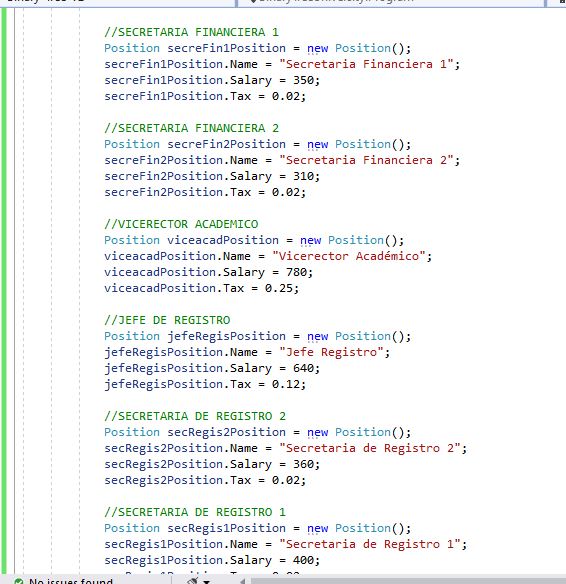 //SECRETARIA FINANCIERA 1
Position secreFin1Position = new Position();
secreFin1Position.Name = "Secretaria Financiera 1";
secreFin1Position.Salary = 350;
secreFin1Position.Tax = 0.02;
//SECRETARIA FINANCIERA 2
Position secreFin2Position = new Position();
secreFin2Position.Name = "Secretaria Financiera 2";
secreFin2Position.Salary = 310;
secreFin2Position.Tax = 0.02;
//VICERECTOR ACADEMICO
Position viceacadPosition = new Position();
viceacadPosition.Name = "Vicerector Académico";
viceacadPosition.Salary = 780;
viceacadPosition.Tax = 0.25;
//JEFE DE REGISTRO
Position jefeRegisPosition = new Position();
jefeRegisPosition.Name = "Jefe Registro";
jefeRegisPosition.Salary = 640;
jefeRegisPosition.Tax = 0.12;
//SECRETARIA DE REGISTRO 2
Position secRegis2Position = new Position();
secRegis2Position.Name = "Secretaria de Registro 2";
secRegis2Position.Salary = 360;
secRegis2Position.Tax = 0.02;
//SECRETARIA DE REGISTRO 1
Position secRegis1Position = new Position();
secRegis1Position.Name = "Secretaria de Registro 1";
secRegis1Position.Salary = 400;
No issues found